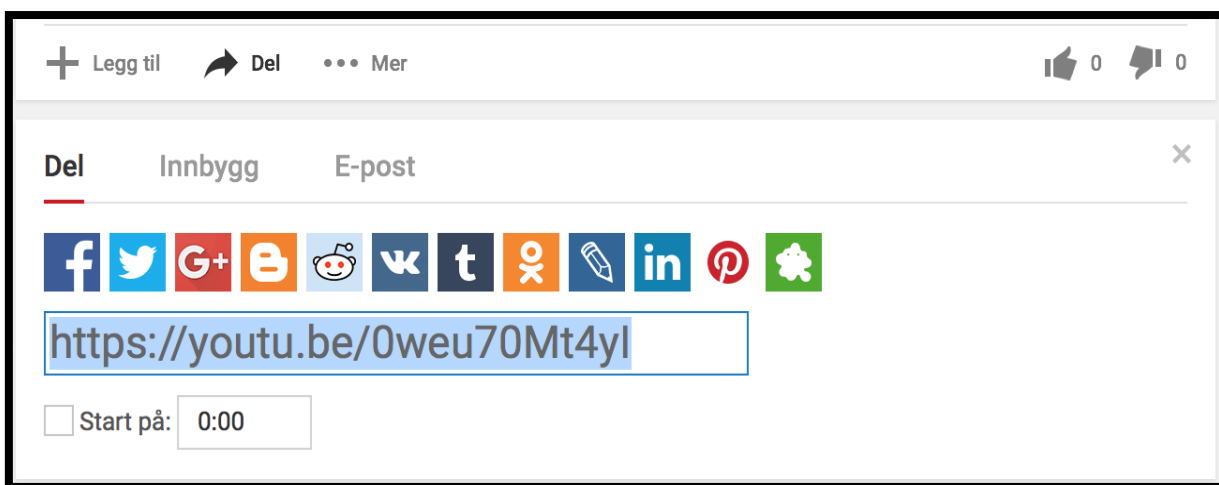 Legg til Del Mer 0 0
Del Innbygg E-post
https://youtu.be/0weu70Mt4yI
Start på: 0:00